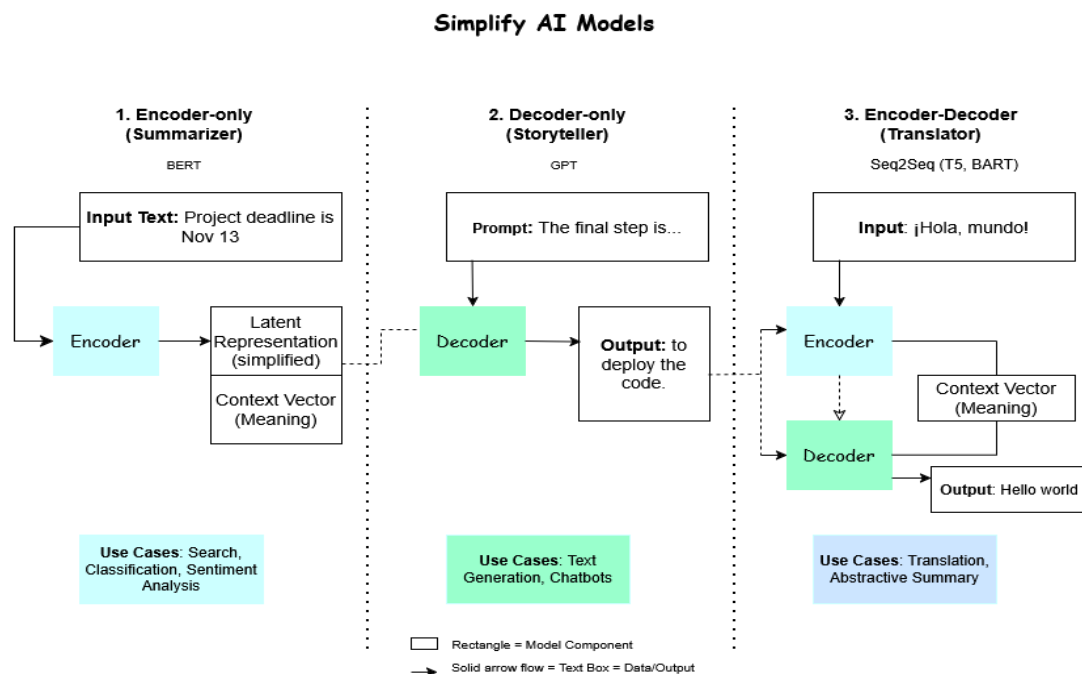 Simplify AI Models
1. Encoder-only
(Summarizer)
BERT
Input Text: Project deadline is
Nov 13
Encoder
Latent
Representation
(simplified)
Context Vector
(Meaning)
Use Cases: Search,
Classification, Sentiment
Analysis
2. Decoder-only
(Storyteller)
GPT
Prompt: The final step is...
Decoder
Output: to
deploy the
code.
Use Cases: Text
Generation, Chatbots
3. Encoder-Decoder
(Translator)
Seq2Seq (T5, BART)
Input: ¡Hola, mundo!
Encoder
Context Vector
(Meaning)
Decoder
Output: Hello world
Use Cases: Translation,
Abstractive Summary
Rectangle = Model Component
Solid arrow flow = Text Box = Data/Output